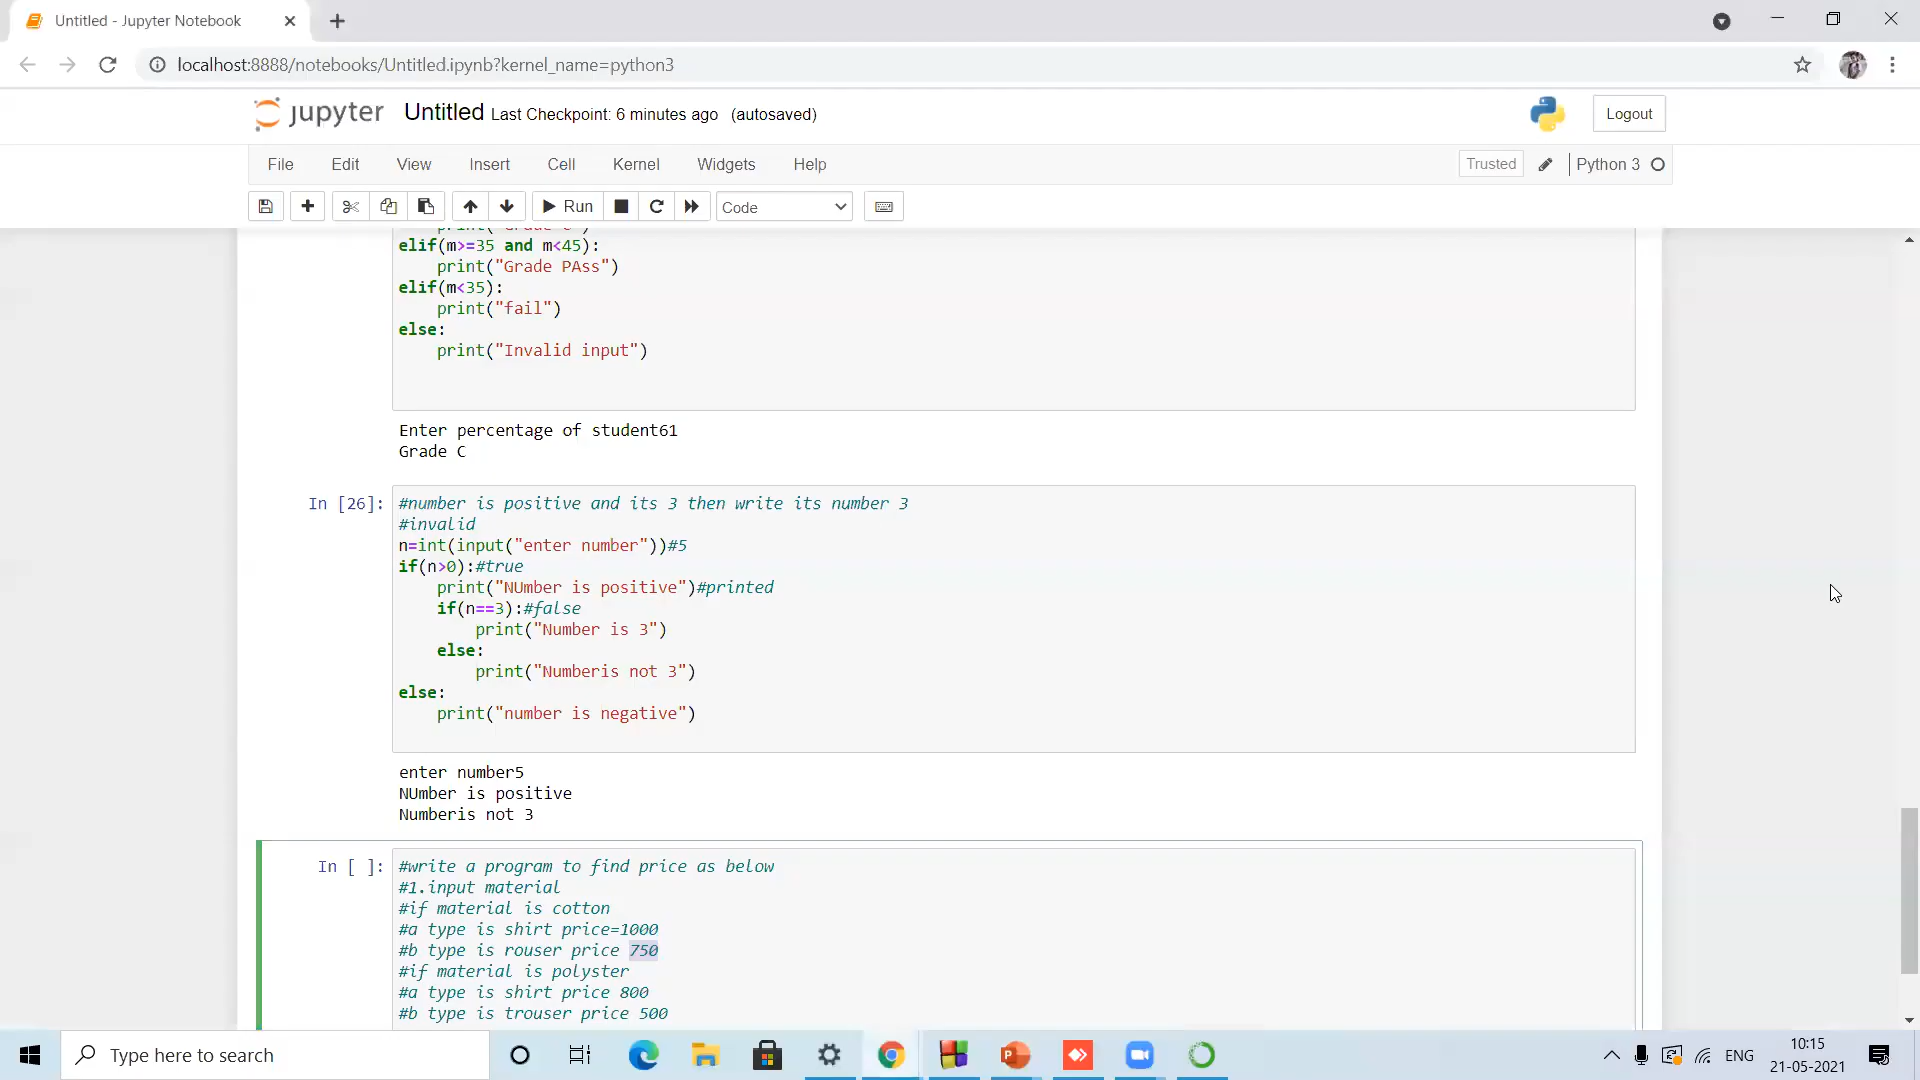 Untitled - Jupyter Notebook
localhost:8888/notebooks/Untitled.ipynb?kernel_name=python3
jupyter Untitled Last Checkpoint: 6 minutes ago (autosaved)
Logout
File Edit View Insert Cell Kernel Widgets Help
Trusted Python 3
Run Code
elif(m>=35 and m<45):
print("Grade PAss")
elif(m<35):
print("fail")
else:
print("Invalid input")
Enter percentage of student61
Grade C
In [26]: #number is positive and its 3 then write its number 3
#invalid
n=int(input("enter number"))#5
if(n>0):#true
print("NUmber is positive")#printed
if(n==3):#false
print("Number is 3")
else:
print("Numberis not 3")
else:
print("number is negative")
enter number5
NUmber is positive
Numberis not 3
In [ ]: #write a program to find price as below
#1.input material
#if material is cotton
#a type is shirt price=1000
#b type is rouser price 750
#if material is polyster
#a type is shirt price 800
#b type is trouser price 500
Type here to search
ENG
10:15
21-05-2021